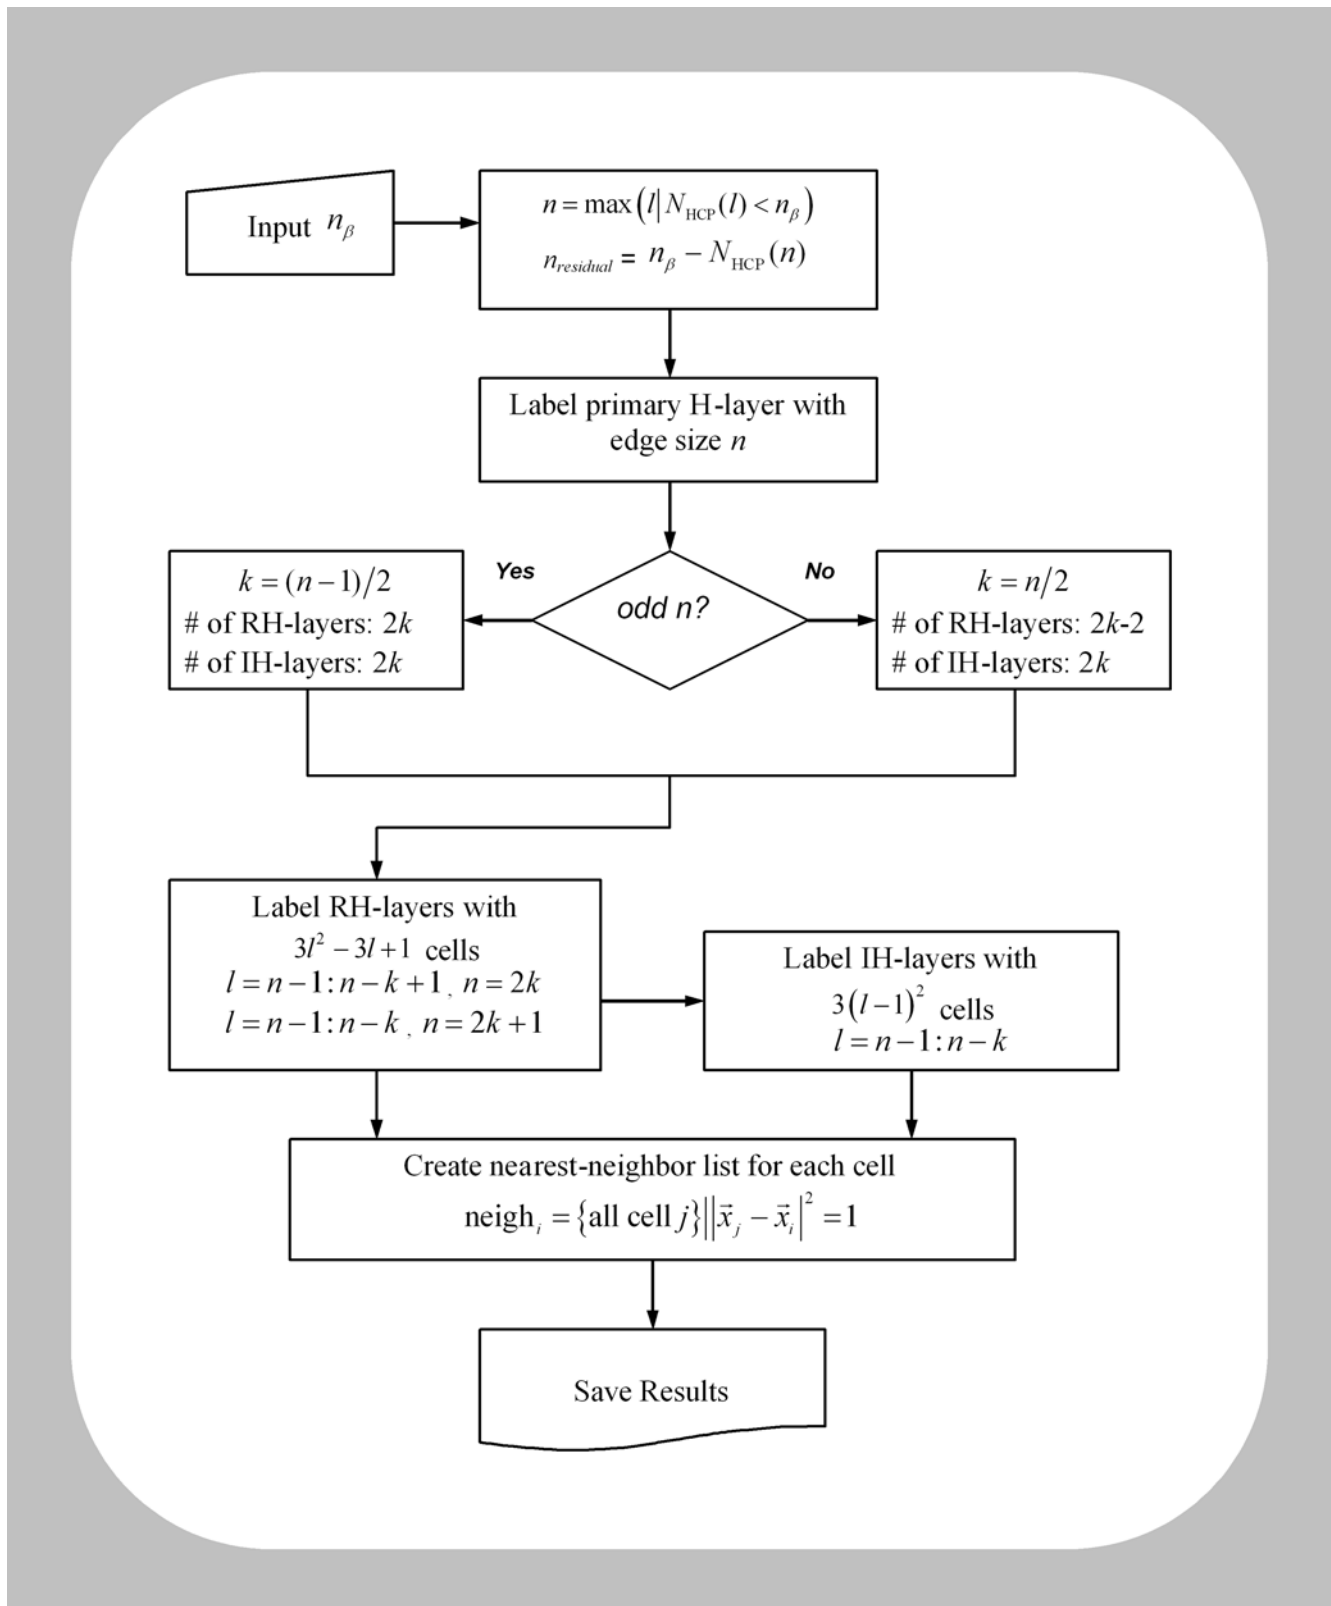 Input n_β
n = max(l|N_HCP(l) < n_β)
n_residual = n_β − N_HCP(n)
Label primary H-layer with
edge size n
Yes
odd n?
No
k = (n−1)/2
# of RH-layers: 2k
# of IH-layers: 2k
k = n/2
# of RH-layers: 2k-2
# of IH-layers: 2k
Label RH-layers with
3l² − 3l + 1 cells
l = n−1 : n−k+1 , n = 2k
l = n−1 : n−k , n = 2k+1
Label IH-layers with
3(l−1)² cells
l = n−1 : n−k
Create nearest-neighbor list for each cell
neigh_i = {all cell j}||x⃗_j − x⃗_i|² = 1
Save Results